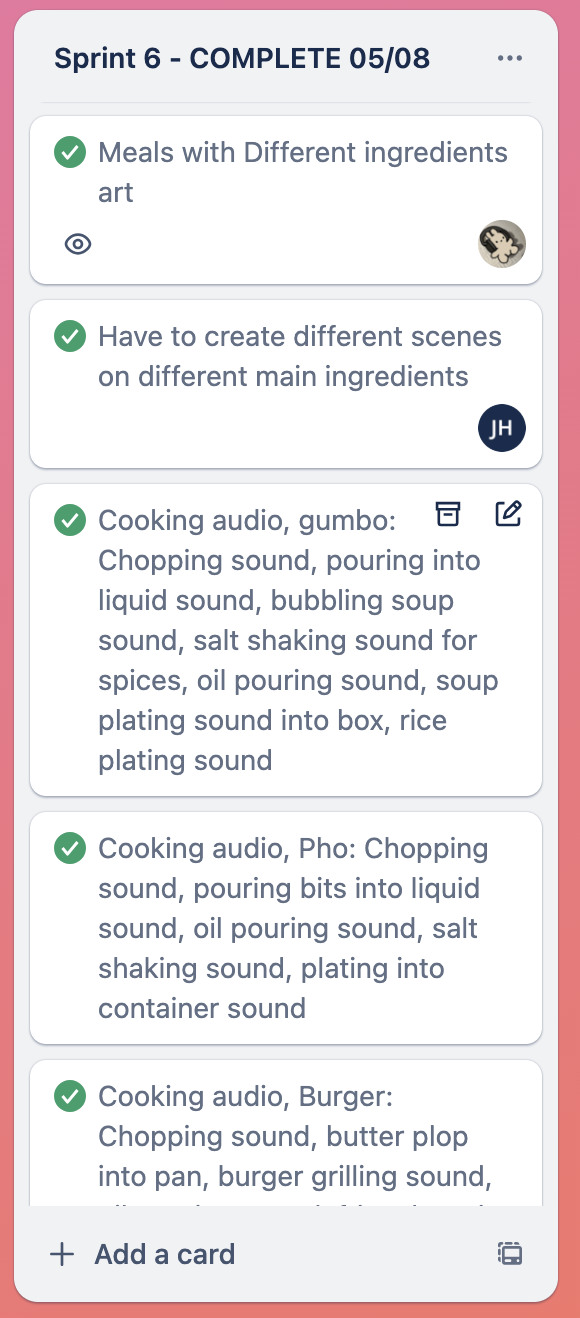 Sprint 6 - COMPLETE 05/08
Meals with Different ingredients
art
Have to create different scenes
on different main ingredients
JH
Cooking audio, gumbo:
Chopping sound, pouring into
liquid sound, bubbling soup
sound, salt shaking sound for
spices, oil pouring sound, soup
plating sound into box, rice
plating sound
Cooking audio, Pho: Chopping
sound, pouring bits into liquid
sound, oil pouring sound, salt
shaking sound, plating into
container sound
Cooking audio, Burger:
Chopping sound, butter plop
into pan, burger grilling sound,
Add a card